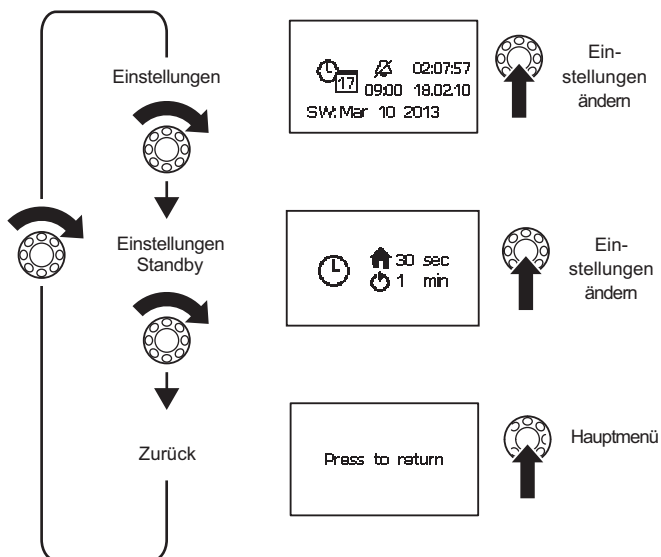 Einstellungen
17
02:07:57
09:00 18.02.10
SW:Mar 10 2013
Ein-
stellungen
ändern
Einstellungen
Standby
30 sec
1 min
Ein-
stellungen
ändern
Zurück
Press to return
Hauptmenü